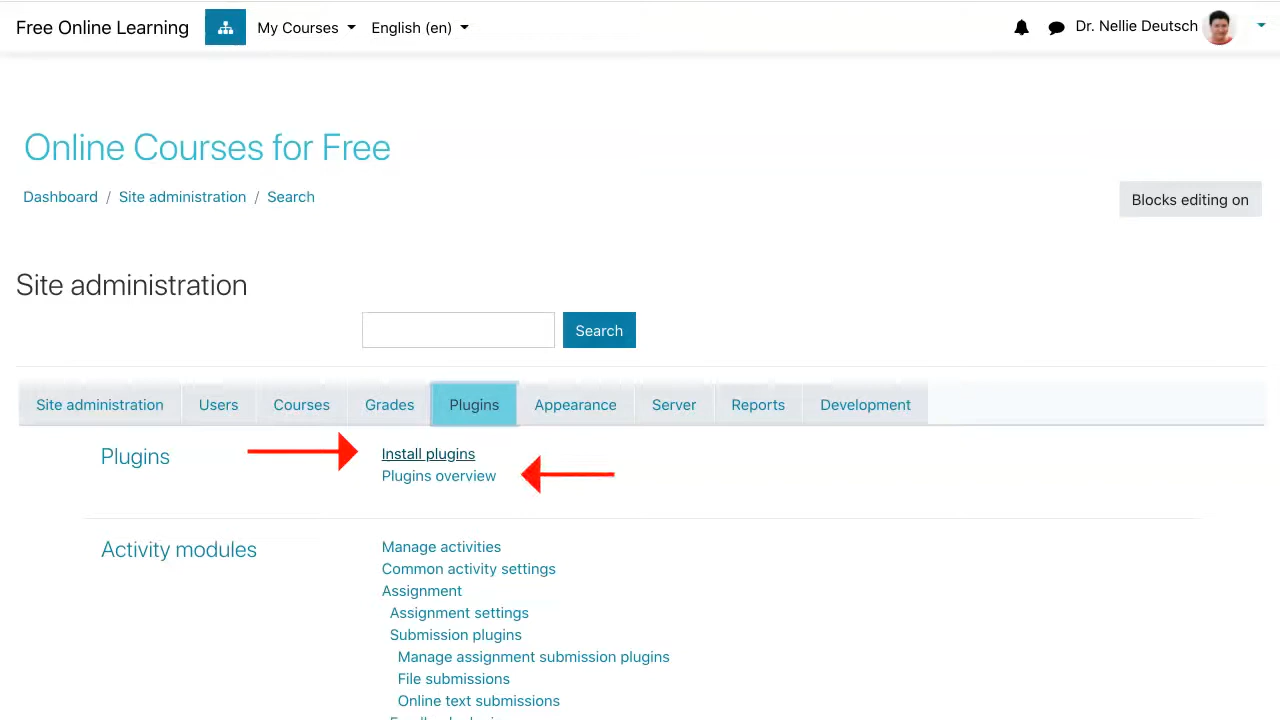 Free Online Learning My Courses English (en) Dr. Nellie Deutsch
Online Courses for Free
Dashboard / Site administration / Search
Blocks editing on
Site administration
Search
Site administration Users Courses Grades Plugins Appearance Server Reports Development
Plugins
Install plugins
Plugins overview
Activity modules
Manage activities
Common activity settings
Assignment
Assignment settings
Submission plugins
Manage assignment submission plugins
File submissions
Online text submissions